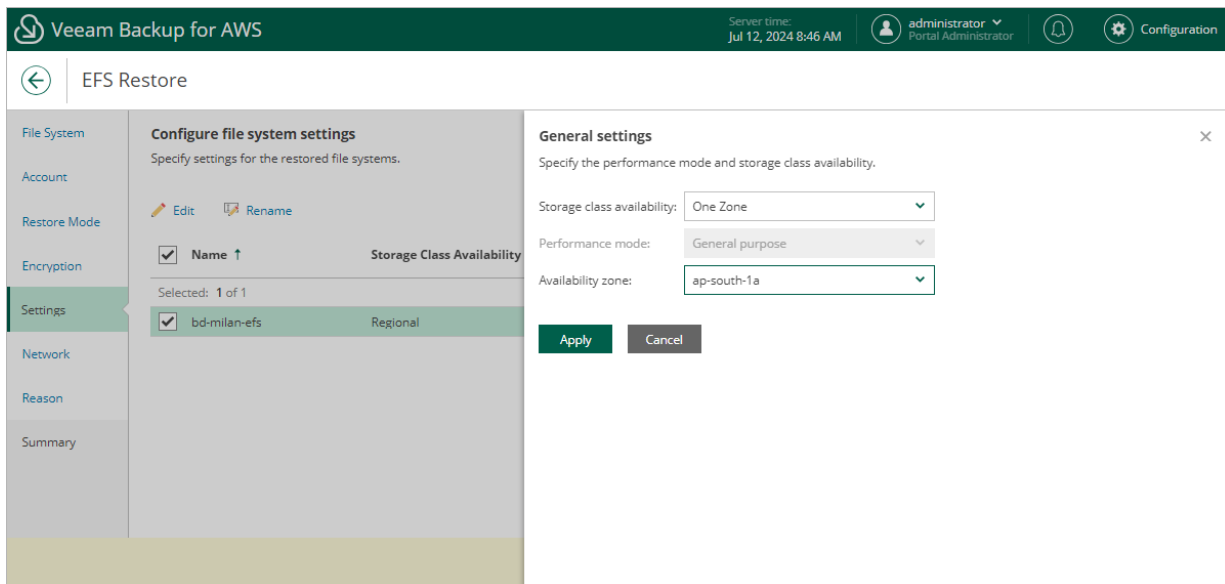 Veeam Backup for AWS
Server time:
Jul 12, 2024 8:46 AM
administrator
Portal Administrator
Configuration
EFS Restore
File System
Account
Restore Mode
Encryption
Settings
Network
Reason
Summary
Configure file system settings
Specify settings for the restored file systems.
Edit Rename
Name ↑ Storage Class Availability
Selected: 1 of 1
bd-milan-efs Regional
General settings
Specify the performance mode and storage class availability.
Storage class availability: One Zone
Performance mode: General purpose
Availability zone: ap-south-1a
Apply Cancel